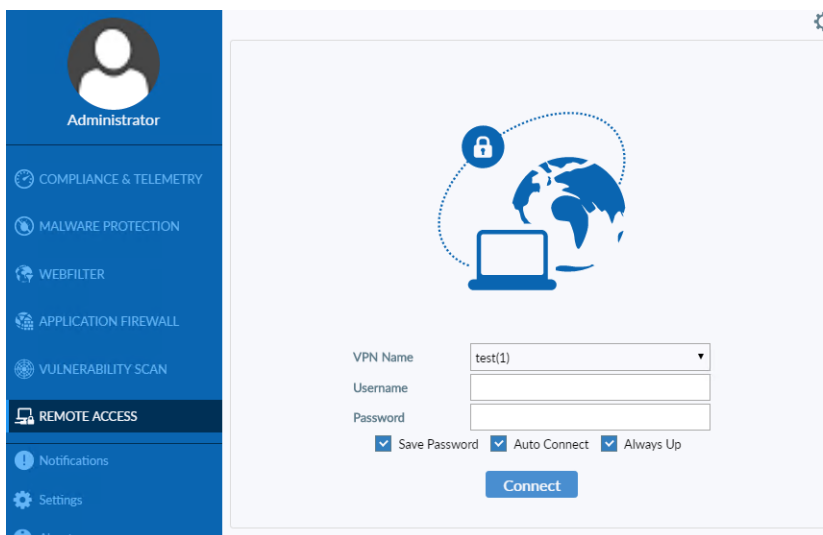 Administrator
COMPLIANCE & TELEMETRY
MALWARE PROTECTION
WEBFILTER
APPLICATION FIREWALL
VULNERABILITY SCAN
REMOTE ACCESS
Notifications
Settings
VPN Name test(1)
Username
Password
Save Password Auto Connect Always Up
Connect